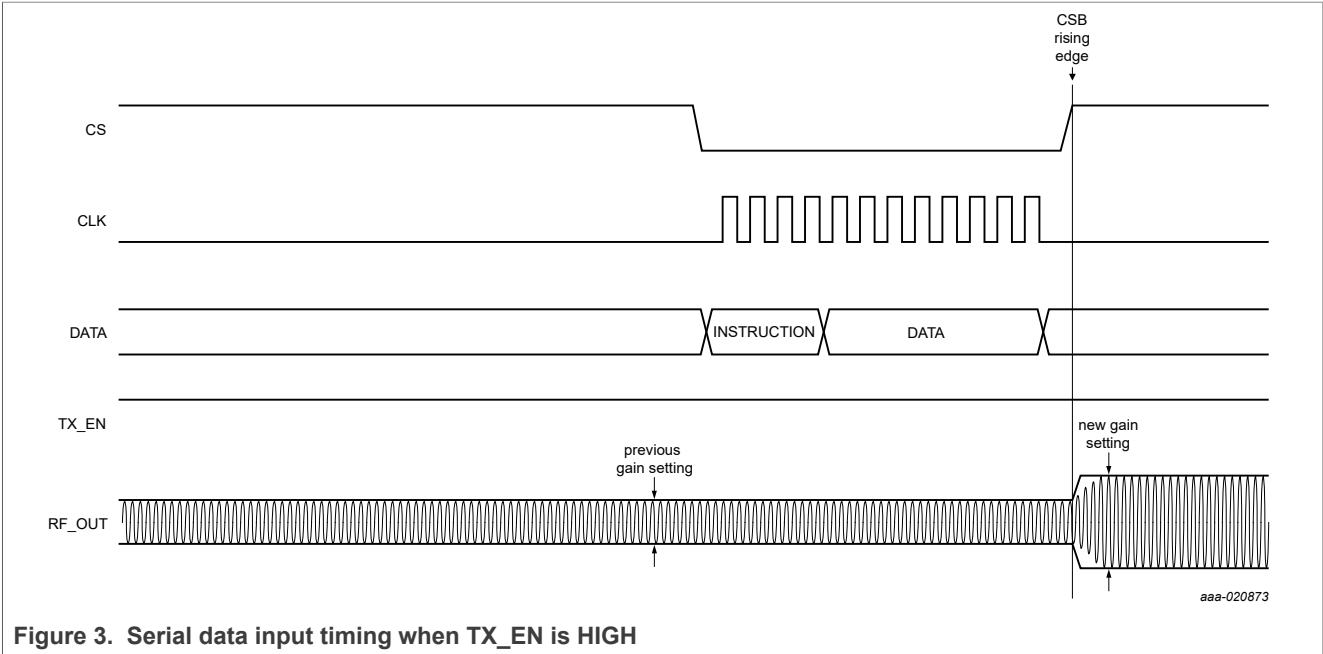 CSB
rising
edge
CS
CLK
DATA
INSTRUCTION
DATA
TX_EN
new gain
setting
previous
gain setting
RF_OUT
aaa-020873
Figure 3. Serial data input timing when TX_EN is HIGH